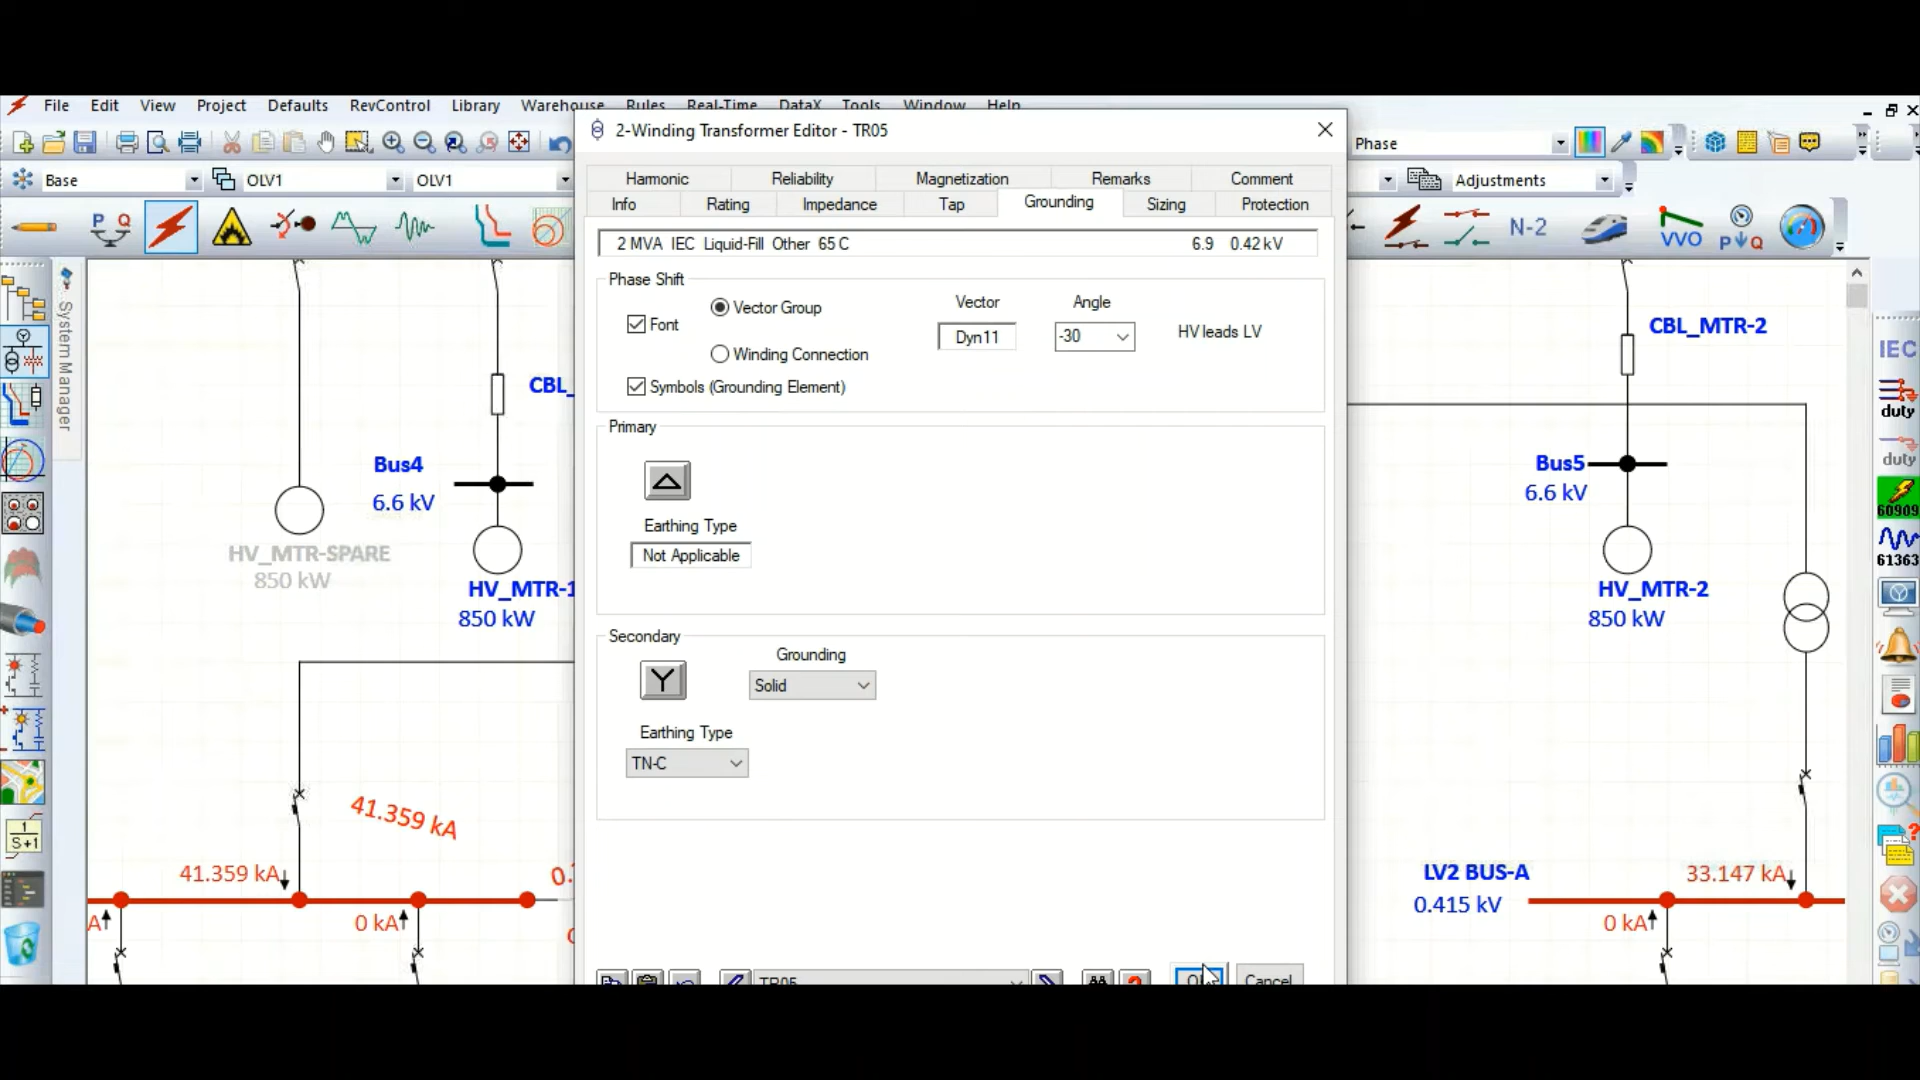 File Edit View Project Defaults RevControl Library Warehouse Rules Real-Time DataX Tools Window Help
2-Winding Transformer Editor - TR05
Phase
Base
OLV1
OLV1
Adjustments
Harmonic Reliability Magnetization Remarks Comment
Info Rating Impedance Tap Grounding Sizing Protection
P Q
N-2
VVO
P Q
2 MVA IEC Liquid-Fill Other 65 C 6.9 0.42 kV
Phase Shift
Font
Vector Group
Winding Connection
Symbols (Grounding Element)
Vector
Dyn11
Angle
-30
HV leads LV
Primary
Earthing Type
Not Applicable
Secondary
Grounding
Solid
Earthing Type
TN-C
TR05
Cancel
System Manager
1
S+1
CBL_
Bus4
6.6 kV
HV_MTR-SPARE
850 kW
HV_MTR-1
850 kW
41.359 kA
41.359 kA
0 kA
CBL_MTR-2
Bus5
6.6 kV
HV_MTR-2
850 kW
LV2 BUS-A
0.415 kV
33.147 kA
0 kA
IEC
duty
duty
60909
61363